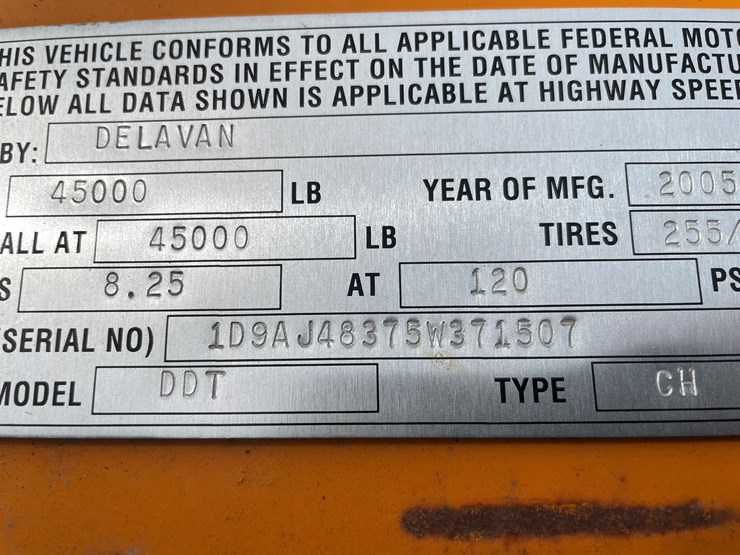 HIS VEHICLE CONFORMS TO ALL APPLICABLE FEDERAL MOTO
AFETY STANDARDS IN EFFECT ON THE DATE OF MANUFACTU
ELOW ALL DATA SHOWN IS APPLICABLE AT HIGHWAY SPEE
BY: DELAVAN
45000 LB YEAR OF MFG. 2005
ALL AT 45000 LB TIRES 255/
S 8.25 AT 120 PS
SERIAL NO) 1D9AJ48375W371507
MODEL DDT TYPE CH